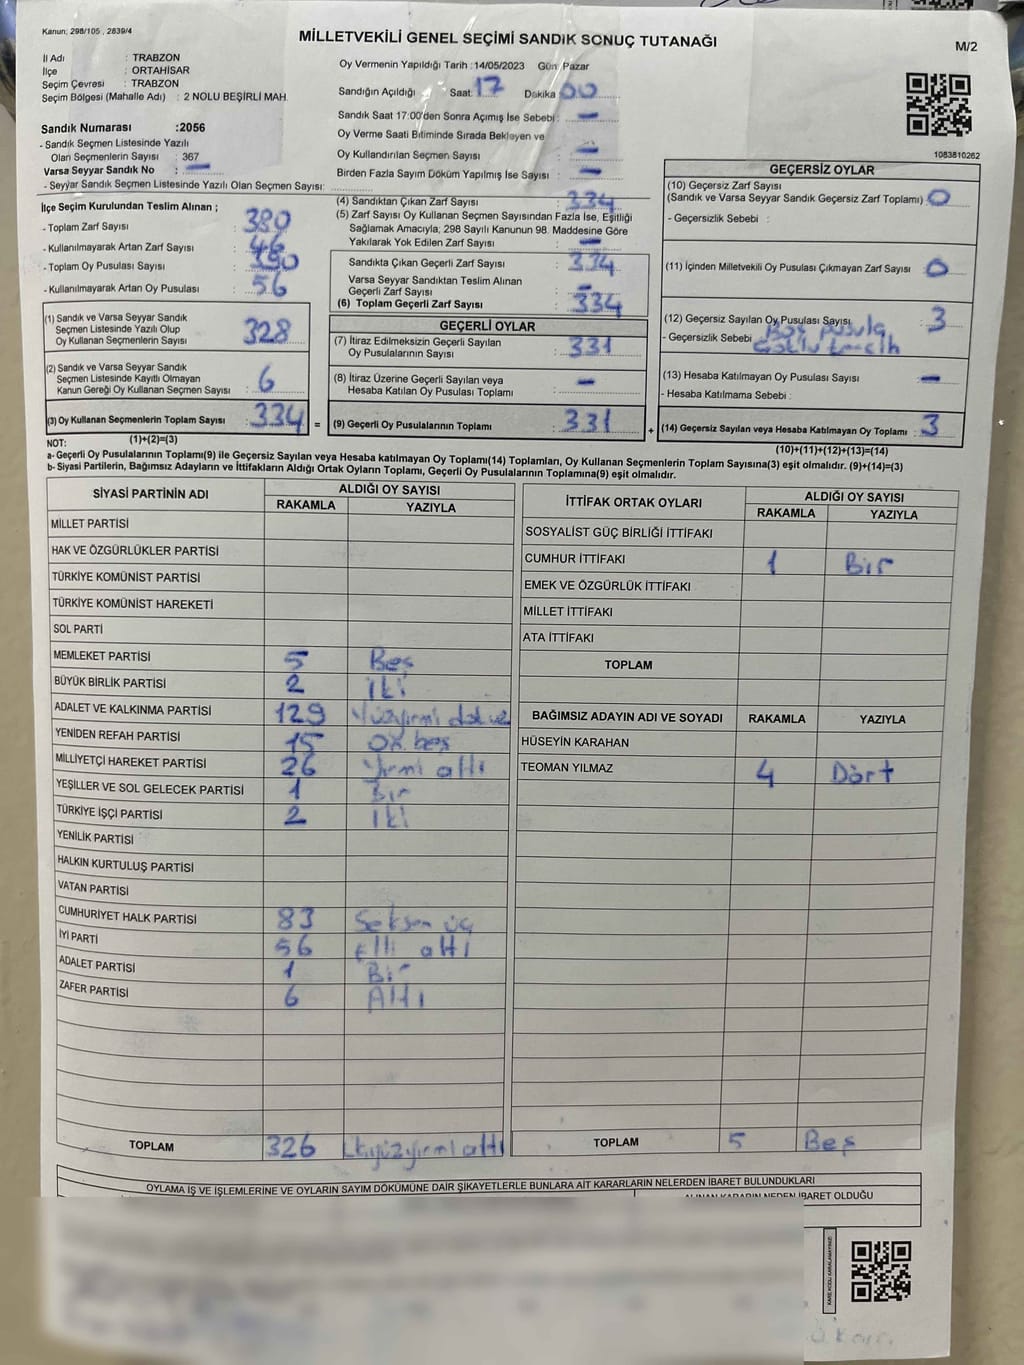 Kanun; 298/105 , 2839/4
MİLLETVEKİLİ GENEL SEÇİMİ SANDIK SONUÇ TUTANAĞI
M/2
İl Adı : TRABZON
İlçe : ORTAHİSAR
Seçim Çevresi : TRABZON
Seçim Bölgesi (Mahalle Adı) : 2 NOLU BEŞİRLİ MAH.
Sandık Numarası :2056
- Sandık Seçmen Listesinde Yazılı
Olan Seçmenlerin Sayısı : 367
Varsa Seyyar Sandık No : —
- Seyyar Sandık Seçmen Listesinde Yazılı Olan Seçmen Sayısı:
Oy Vermenin Yapıldığı Tarih :14/05/2023 Gün: Pazar
Sandığın Açıldığı Saat: 17 Dakika 00
Sandık Saat 17:00'den Sonra Açımış İse Sebebi : —
Oy Verme Saati Bitiminde Sırada Bekleyen ve
Oy Kullandırılan Seçmen Sayısı : —
Birden Fazla Sayım Döküm Yapılmış İse Sayısı : —
1083810262
İlçe Seçim Kurulundan Teslim Alınan ;
- Toplam Zarf Sayısı : 380
- Kullanılmayarak Artan Zarf Sayısı : 46
- Toplam Oy Pusulası Sayısı : 390
- Kullanılmayarak Artan Oy Pusulası : 56
(1) Sandık ve Varsa Seyyar Sandık
Seçmen Listesinde Yazılı Olup
Oy Kullanan Seçmenlerin Sayısı : 328
(2) Sandık ve Varsa Seyyar Sandık
Seçmen Listesinde Kayıtlı Olmayan
Kanun Gereği Oy Kullanan Seçmen Sayısı : 6
(3) Oy Kullanan Seçmenlerin Toplam Sayısı : 334 =
(1)+(2)=(3)
(4) Sandıktan Çıkan Zarf Sayısı : 334
(5) Zarf Sayısı Oy Kullanan Seçmen Sayısından Fazla İse, Eşitliği
Sağlamak Amacıyla; 298 Sayılı Kanunun 98. Maddesine Göre
Yakılarak Yok Edilen Zarf Sayısı : —
Sandıkta Çıkan Geçerli Zarf Sayısı : 334
Varsa Seyyar Sandıktan Teslim Alınan
Geçerli Zarf Sayısı : —
(6) Toplam Geçerli Zarf Sayısı : 334
GEÇERLİ OYLAR
(7) İtiraz Edilmeksizin Geçerli Sayılan
Oy Pusulalarının Sayısı : 331
(8) İtiraz Üzerine Geçerli Sayılan veya
Hesaba Katılan Oy Pusulası Toplamı : —
(9) Geçerli Oy Pusulalarının Toplamı : 331 +
GEÇERSİZ OYLAR
(10) Geçersiz Zarf Sayısı
(Sandık ve Varsa Seyyar Sandık Geçersiz Zarf Toplamı) : 0
- Geçersizlik Sebebi :
(11) İçinden Milletvekili Oy Pusulası Çıkmayan Zarf Sayısı : 0
(12) Geçersiz Sayılan Oy Pusulası Sayısı : 3
- Geçersizlik Sebebi : Boş pusula
(13) Hesaba Katılmayan Oy Pusulası Sayısı : —
- Hesaba Katılmama Sebebi :
(14) Geçersiz Sayılan veya Hesaba Katılmayan Oy Toplamı : 3
(10)+(11)+(12)+(13)=(14)
NOT:
a- Geçerli Oy Pusulalarının Toplamı(9) ile Geçersiz Sayılan veya Hesaba katılmayan Oy Toplamı(14) Toplamları, Oy Kullanan Seçmenlerin Toplam Sayısına(3) eşit olmalıdır. (9)+(14)=(3)
b- Siyasi Partilerin, Bağımsız Adayların ve İttifakların Aldığı Ortak Oyların Toplamı, Geçerli Oy Pusulalarının Toplamına(9) eşit olmalıdır.
SİYASİ PARTİNİN ADI
ALDIĞI OY SAYISI
RAKAMLA YAZIYLA
MİLLET PARTİSİ
HAK VE ÖZGÜRLÜKLER PARTİSİ
TÜRKİYE KOMÜNİST PARTİSİ
TÜRKİYE KOMÜNİST HAREKETİ
SOL PARTİ
MEMLEKET PARTİSİ 5 Beş
BÜYÜK BİRLİK PARTİSİ 2 iki
ADALET VE KALKINMA PARTİSİ 129
YENİDEN REFAH PARTİSİ 15 on beş
MİLLİYETÇİ HAREKET PARTİSİ 26 yirmi altı
YEŞİLLER VE SOL GELECEK PARTİSİ 1 Bir
TÜRKİYE İŞÇİ PARTİSİ 2 iki
YENİLİK PARTİSİ
HALKIN KURTULUŞ PARTİSİ
VATAN PARTİSİ
CUMHURİYET HALK PARTİSİ 83 Seksen üç
İYİ PARTİ 56 Elli altı
ADALET PARTİSİ 1 Bir
ZAFER PARTİSİ 6 Altı
TOPLAM 326
İTTİFAK ORTAK OYLARI
ALDIĞI OY SAYISI
RAKAMLA YAZIYLA
SOSYALİST GÜÇ BİRLİĞİ İTTİFAKI
CUMHUR İTTİFAKI 1 Bir
EMEK VE ÖZGÜRLÜK İTTİFAKI
MİLLET İTTİFAKI
ATA İTTİFAKI
TOPLAM
BAĞIMSIZ ADAYIN ADI VE SOYADI RAKAMLA YAZIYLA
HÜSEYİN KARAHAN
TEOMAN YILMAZ 4 Dört
TOPLAM 5 Beş
OYLAMA İŞ VE İŞLEMLERİNE VE OYLARIN SAYIM DÖKÜMÜNE DAİR ŞİKAYETLERLE BUNLARA AİT KARARLARIN NELERDEN İBARET BULUNDUKLARI
ALINAN KARARIN NEDEN İBARET OLDUĞU
KARE KODU KARALAMAYINIZ!